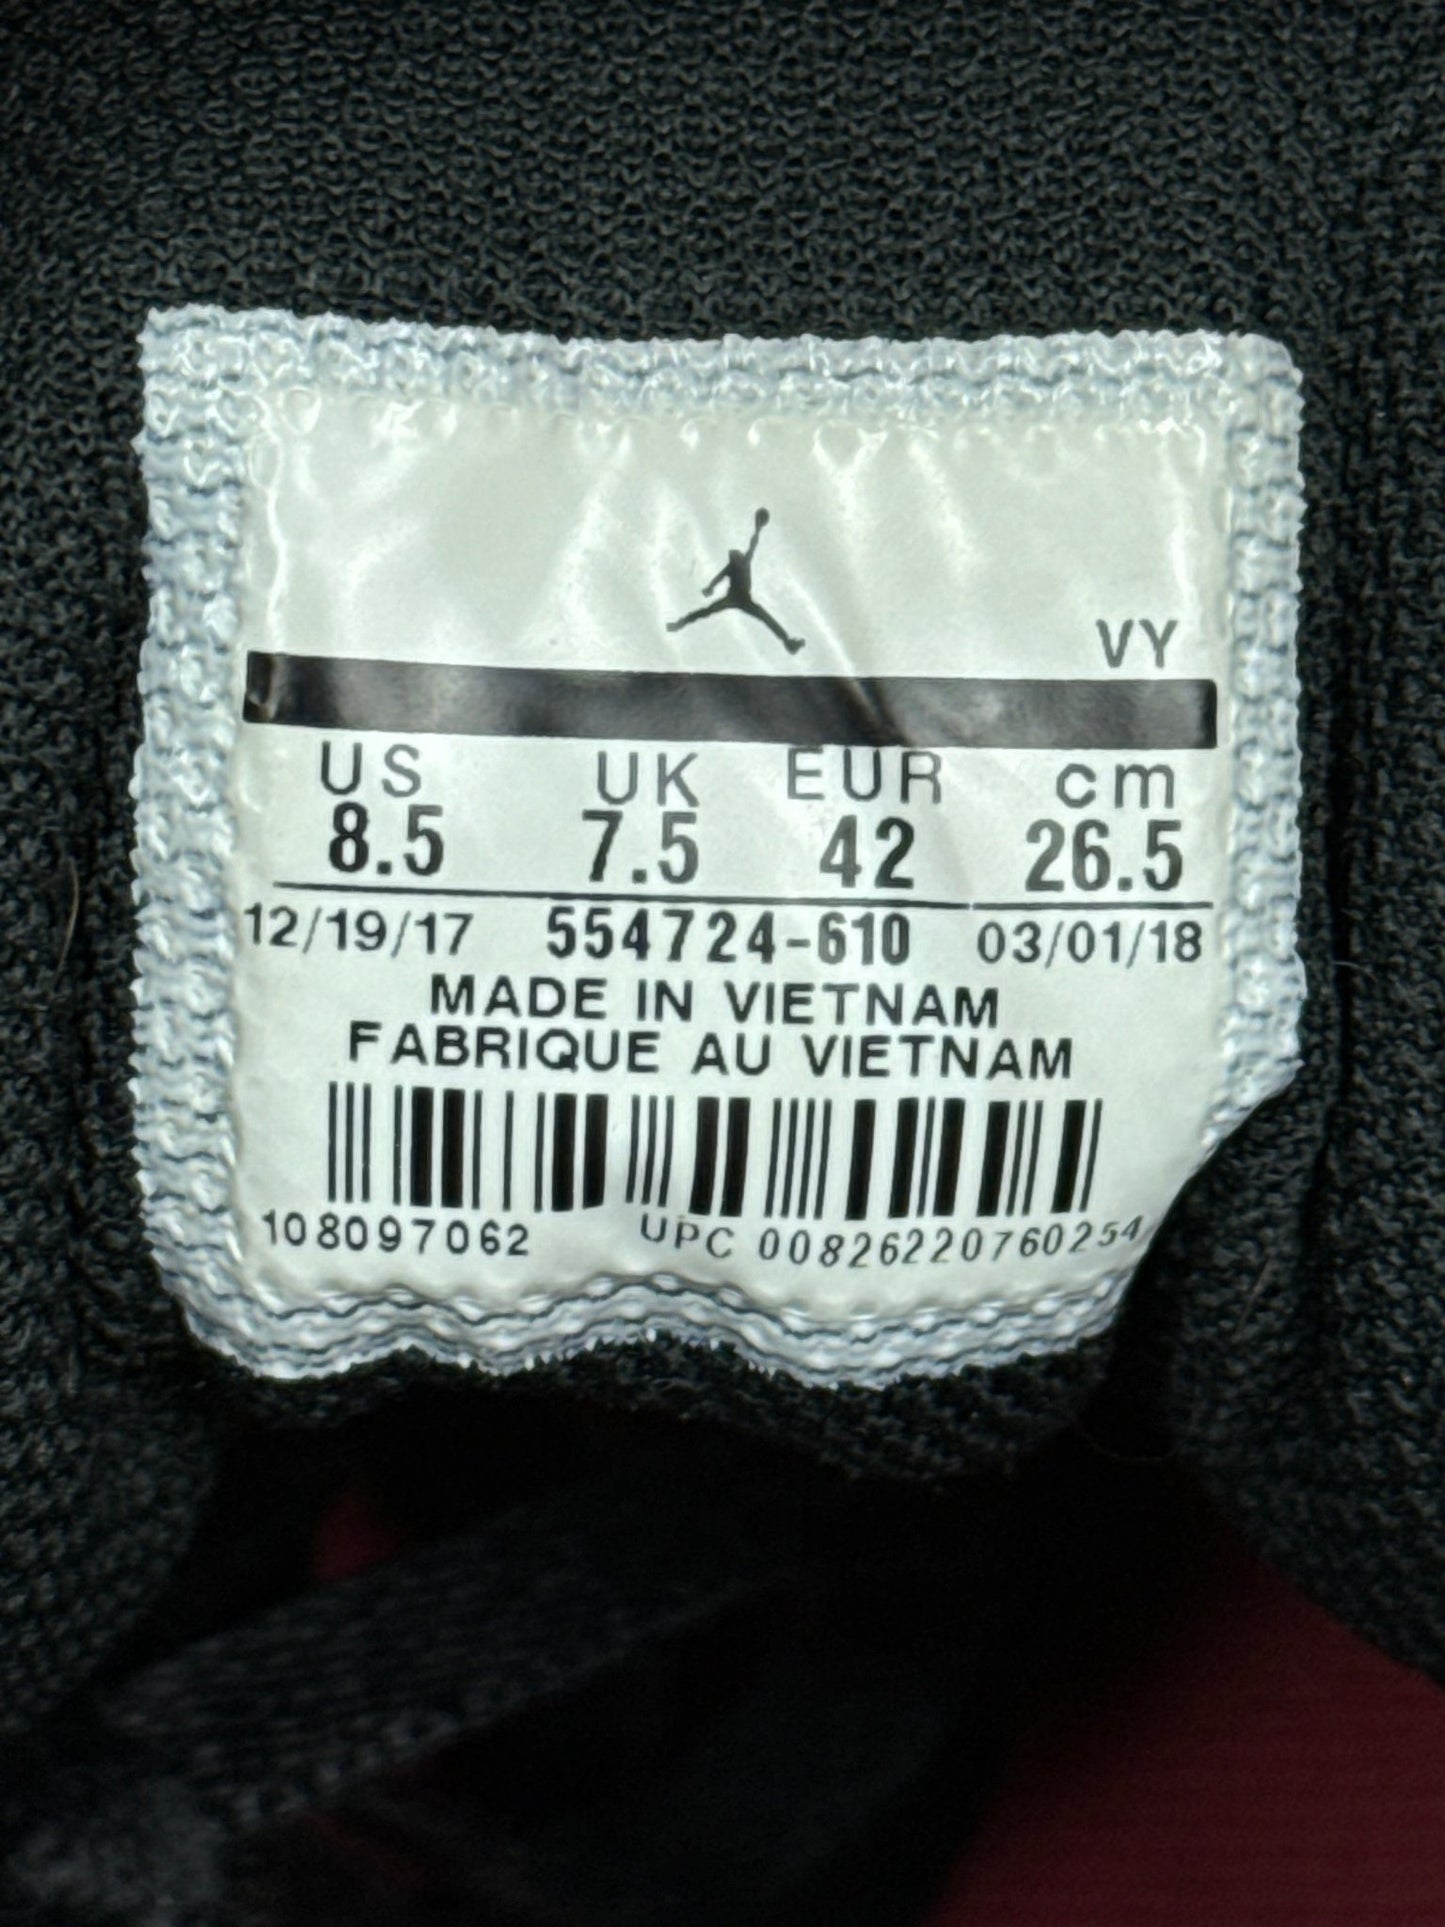 VY
US UK EUR cm
8.5 7.5 42 26.5
12/19/17 554724-610 03/01/18
MADE IN VIETNAM
FABRIQUE AU VIETNAM
108097062 UPC 00826220760254